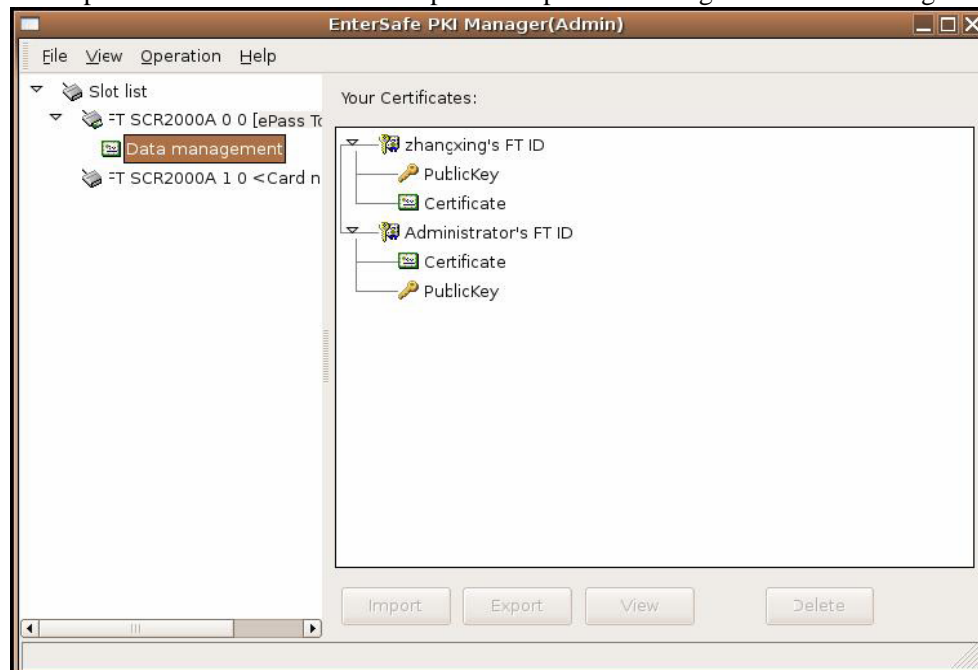 EnterSafe PKI Manager(Admin)
File View Operation Help
Slot list
FT SCR2000A 0 0 [ePass To
Data management
FT SCR2000A 1 0 <Card n
Your Certificates:
zhangxing's FT ID
PublicKey
Certificate
Administrator's FT ID
Certificate
PublicKey
Import Export View Delete